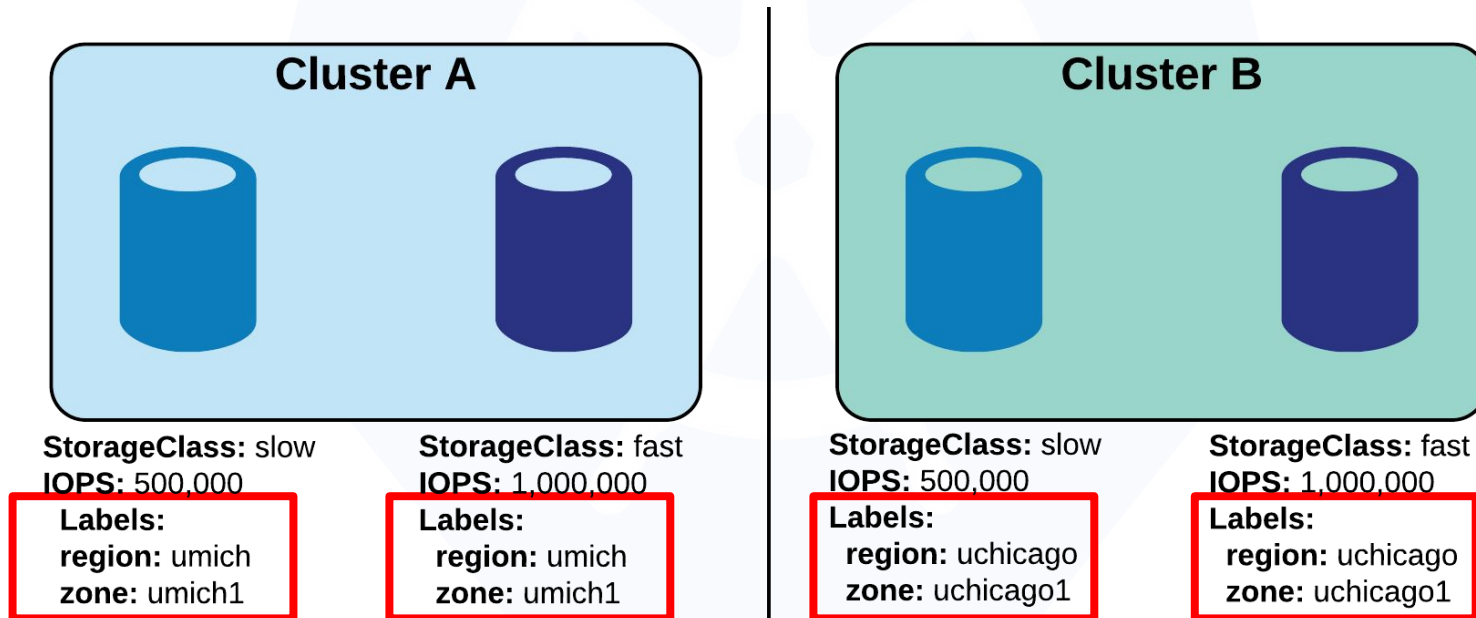 Cluster A
StorageClass: slow
IOPS: 500,000
Labels:
region: umich
zone: umich1
StorageClass: fast
IOPS: 1,000,000
Labels:
region: umich
zone: umich1
Cluster B
StorageClass: slow
IOPS: 500,000
Labels:
region: uchicago
zone: uchicago1
StorageClass: fast
IOPS: 1,000,000
Labels:
region: uchicago
zone: uchicago1